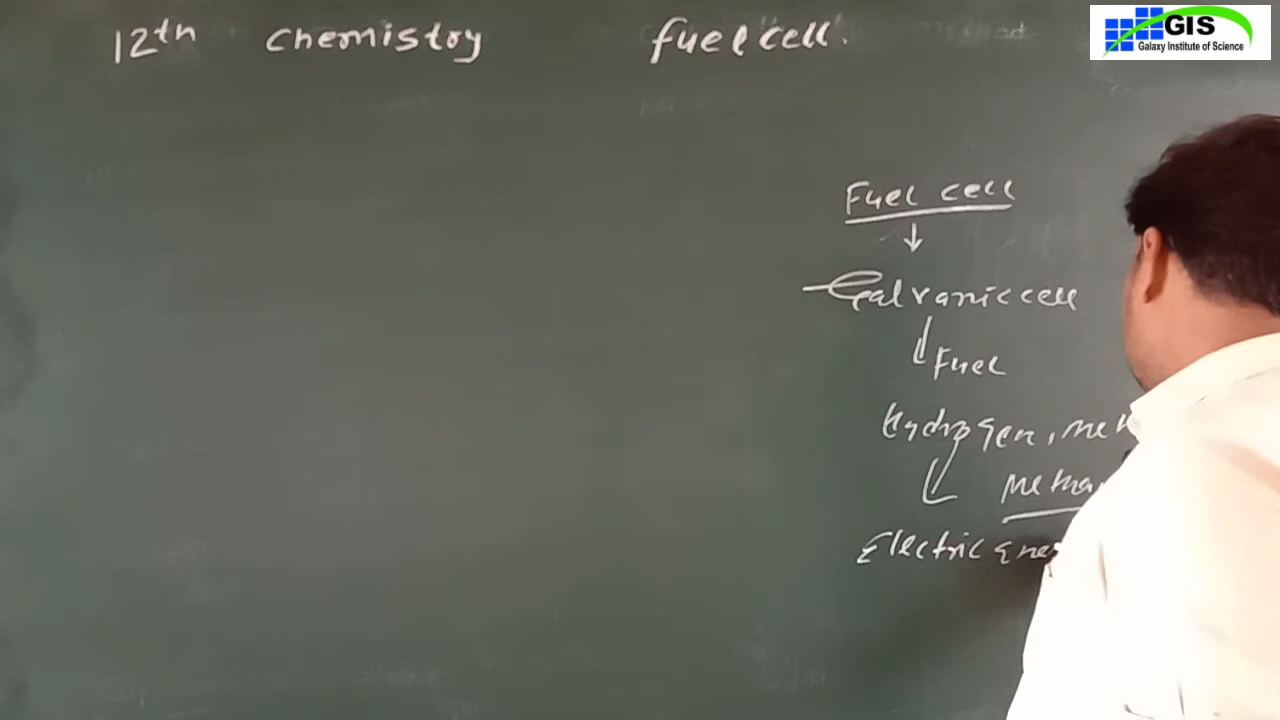 12th chemistry fuel cell.
GIS
Galaxy Institute of Science
Fuel cell
Galvanic cell
Fuel
Hydrogen,
Electric